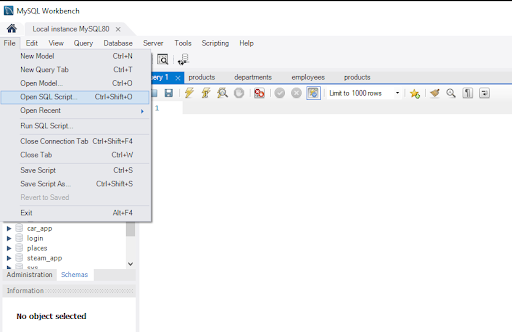 MySQL Workbench
Local instance MySQL80 ×
File Edit View Query Database Server Tools Scripting Help
New Model Ctrl+N
New Query Tab Ctrl+T
Open Model... Ctrl+O
Open SQL Script... Ctrl+Shift+O
Open Recent
Run SQL Script...
Close Connection Tab Ctrl+Shift+F4
Close Tab Ctrl+W
Save Script Ctrl+S
Save Script As... Ctrl+Shift+S
Revert to Saved
Exit Alt+F4
ery 1 × products departments employees products
Limit to 1000 rows
1
car_app
login
places
steam_app
sys
Administration Schemas
Information
No object selected